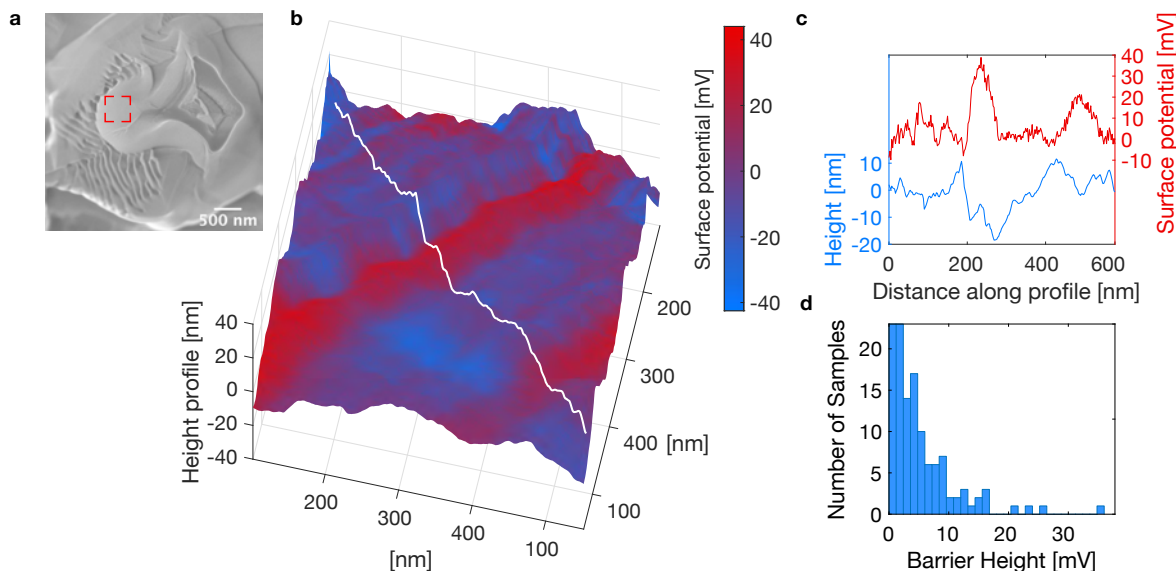 a
500 nm
b
40
20
0
-20
-40
Height profile [nm]
200
300
400
100
[nm]
200
300
400
100
[nm]
40
20
0
-20
-40
Surface potential [mV]
c
10
0
-10
-20
Height [nm]
40
30
20
10
0
-10
Surface potential [mV]
0
200
400
600
Distance along profile [nm]
d
20
15
10
5
0
Number of Samples
0
10
20
30
Barrier Height [mV]